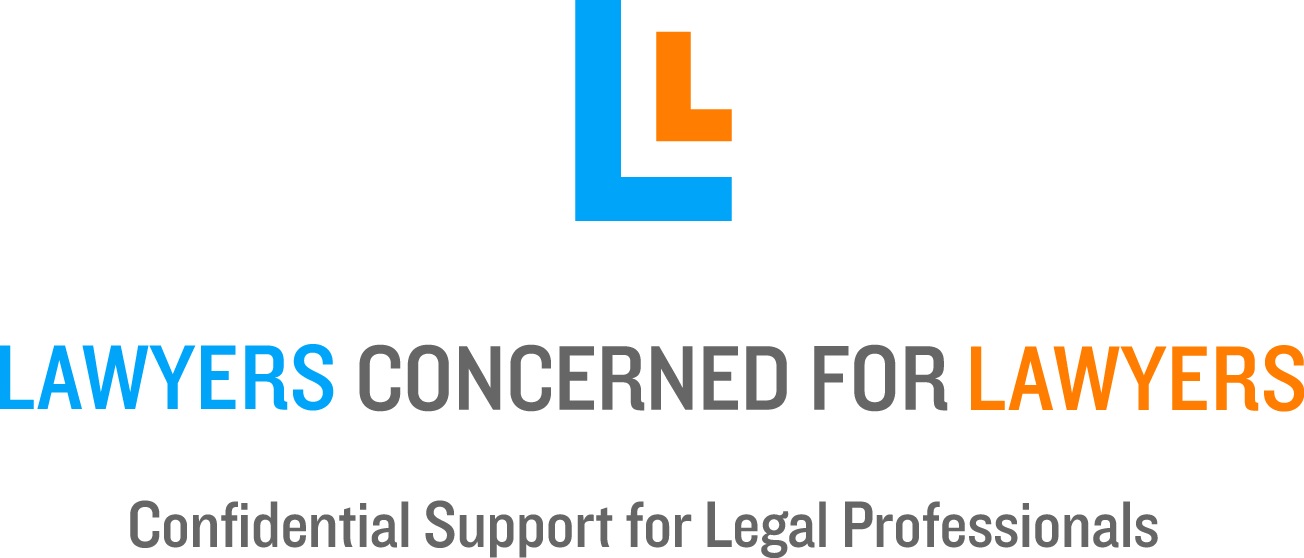 LAWYERS CONCERNED FOR LAWYERS
Confidential Support for Legal Professionals